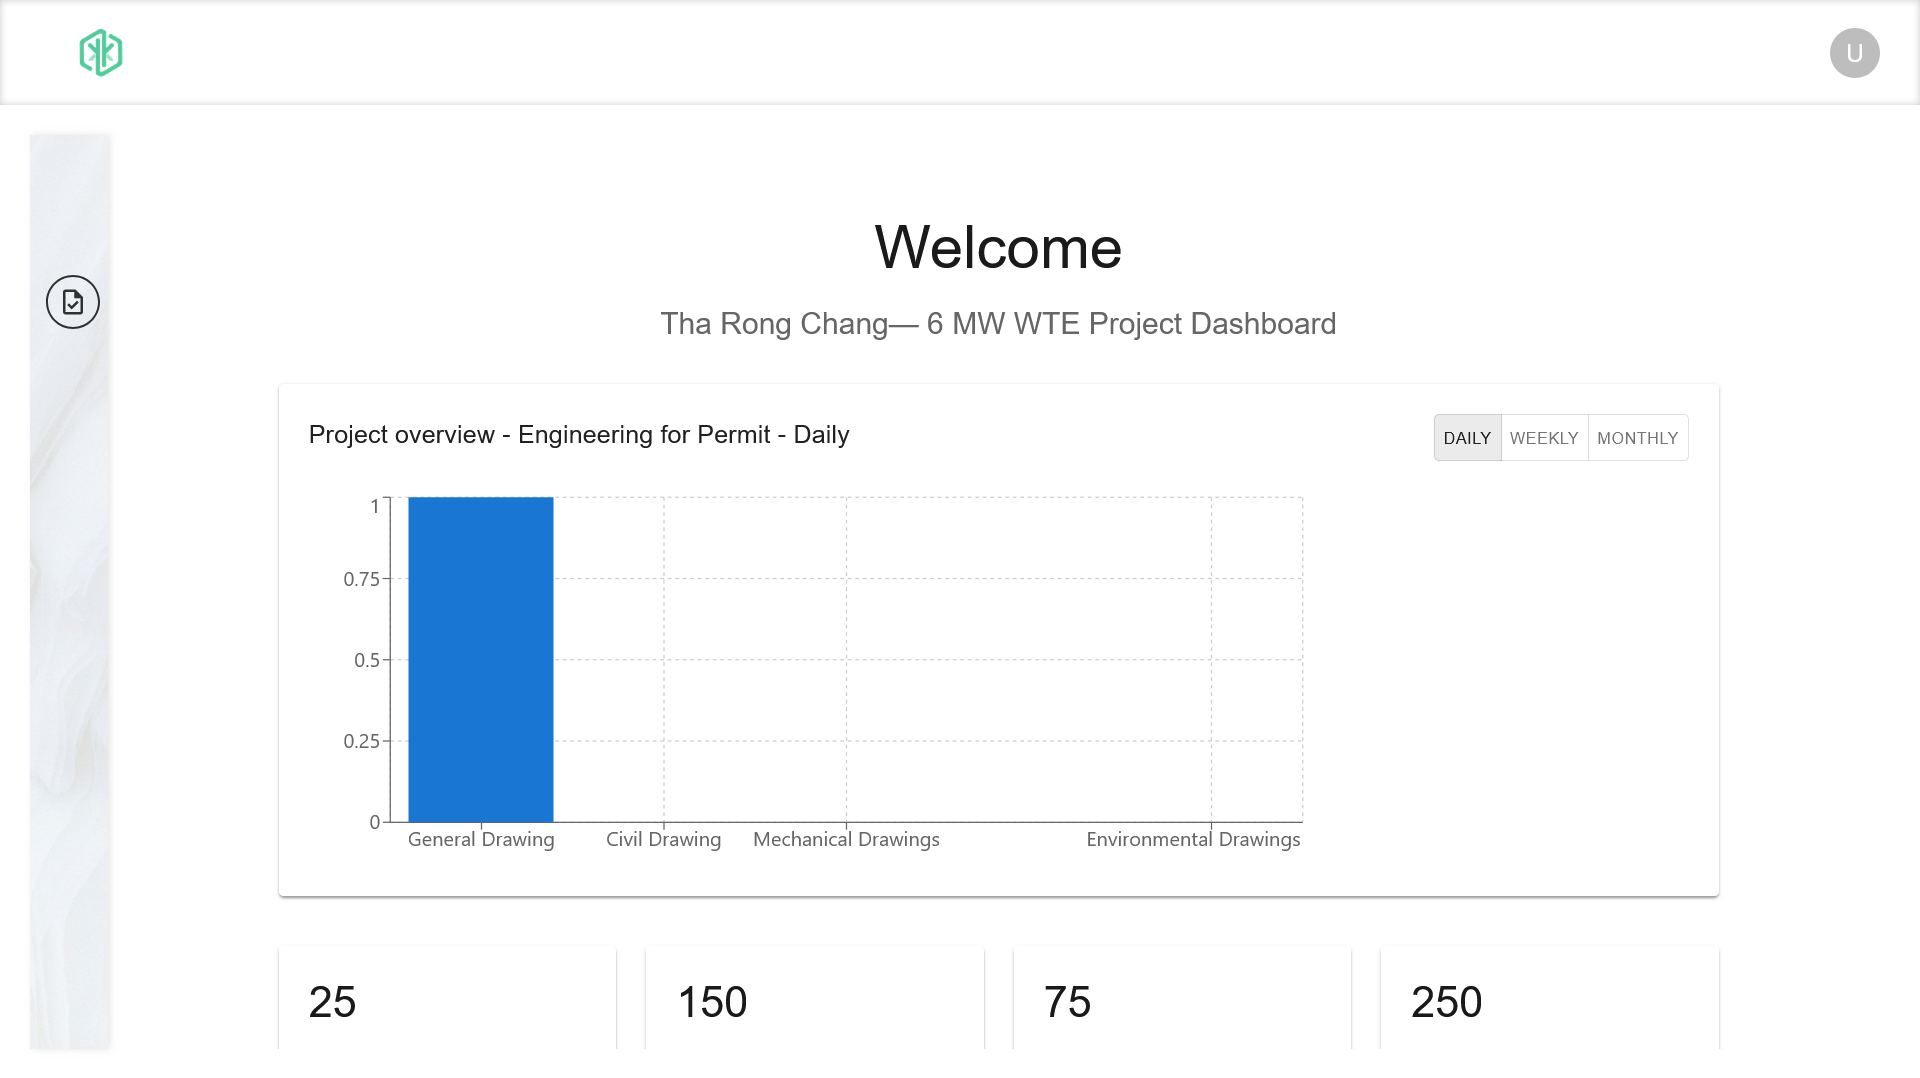 U
Welcome
Tha Rong Chang— 6 MW WTE Project Dashboard
Project overview - Engineering for Permit - Daily
DAILY WEEKLY MONTHLY
1
0.75
0.5
0.25
0
General Drawing Civil Drawing Mechanical Drawings Environmental Drawings
25 150 75 250